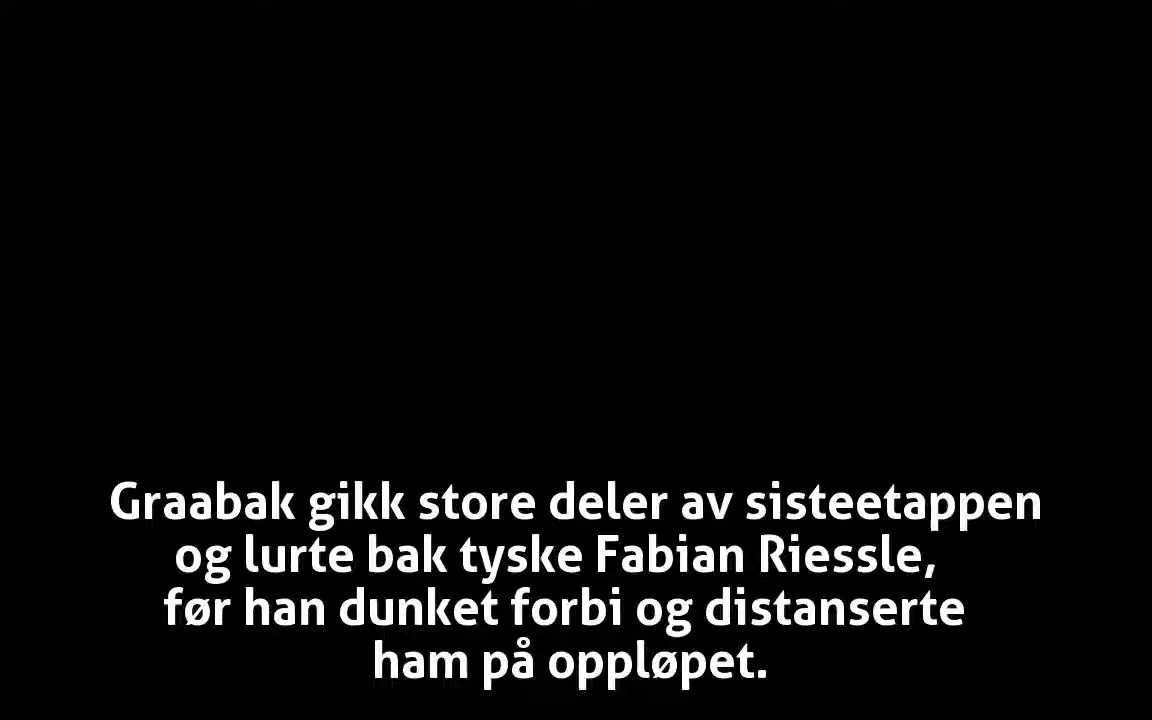 Graabak gikk store deler av sisteetappen
og lurte bak tyske Fabian Riessle,
før han dunket forbi og distanserte
ham på oppløpet.